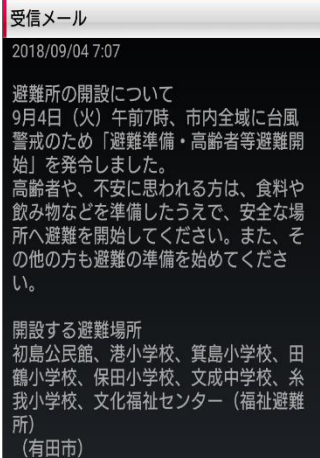 受信メール
2018/09/04 7:07
避難所の開設について
9月4日（火）午前7時、市内全域に台風
警戒のため「避難準備・高齢者等避難開
始」を発令しました。
高齢者や、不安に思われる方は、食料や
飲み物などを準備したうえで、安全な場
所へ避難を開始してください。また、そ
の他の方も避難の準備を始めてくださ
い。
開設する避難場所
初島公民館、港小学校、箕島小学校、田
鶴小学校、保田小学校、文成中学校、糸
我小学校、文化福祉センター（福祉避難
所）
（有田市）